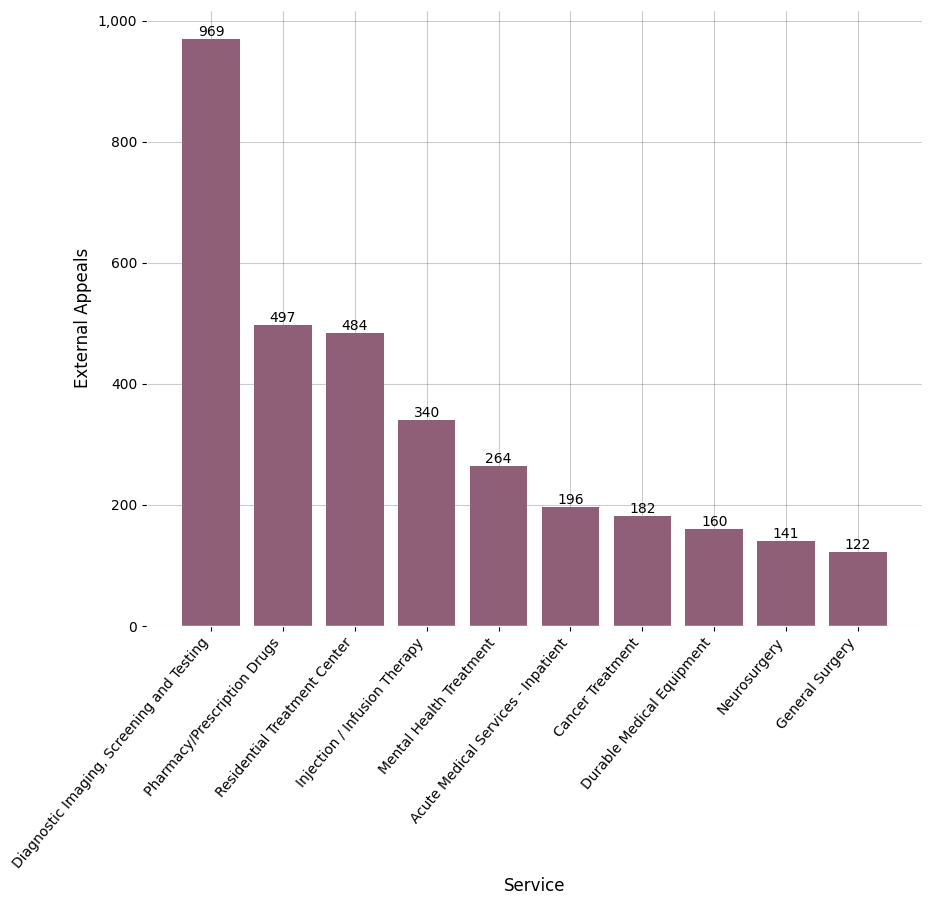 1,000
800
600
400
200
0
External Appeals
969
497
484
340
264
196
182
160
141
122
Diagnostic Imaging, Screening and Testing
Pharmacy/Prescription Drugs
Residential Treatment Center
Injection / Infusion Therapy
Mental Health Treatment
Acute Medical Services - Inpatient
Cancer Treatment
Durable Medical Equipment
Neurosurgery
General Surgery
Service